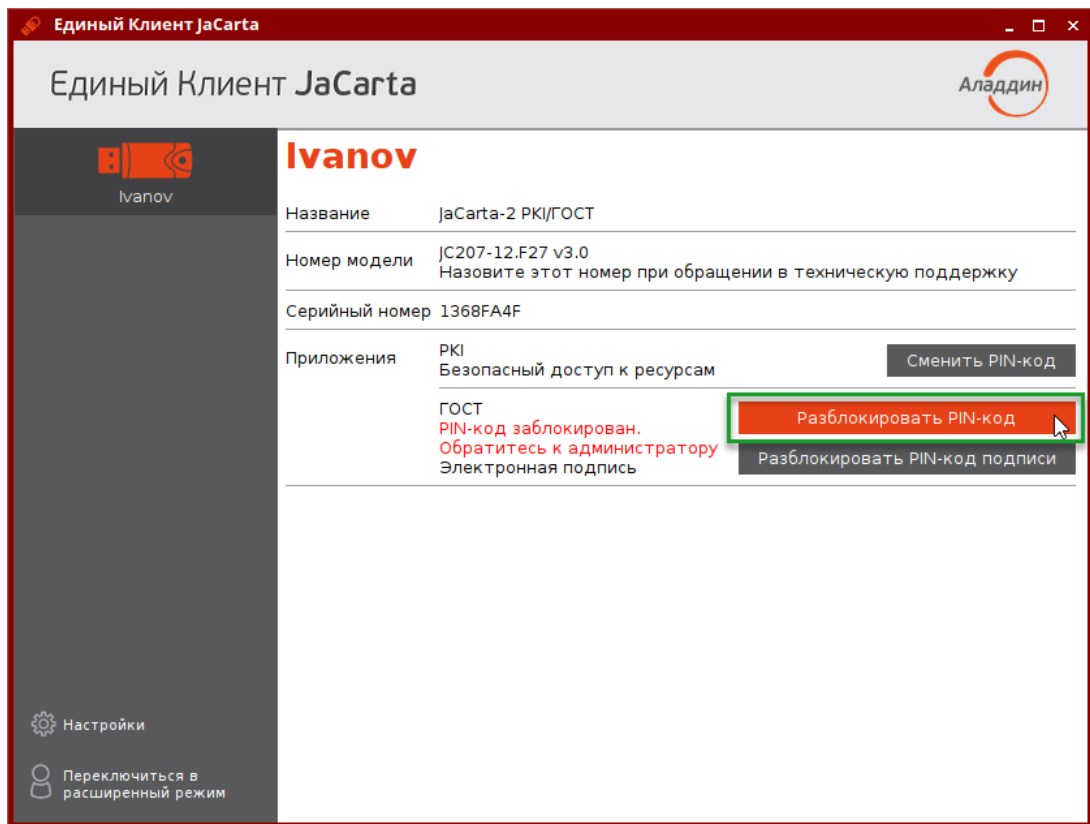 Единый Клиент JaCarta
Единый Клиент JaCarta
Аладдин
Ivanov
Ivanov
Название
JaCarta-2 PKI/ГОСТ
Номер модели
JC207-12.F27 v3.0
Назовите этот номер при обращении в техническую поддержку
Серийный номер
1368FA4F
Приложения
PKI
Безопасный доступ к ресурсам
Сменить PIN-код
ГОСТ
PIN-код заблокирован.
Обратитесь к администратору
Электронная подпись
Разблокировать PIN-код
Разблокировать PIN-код подписи
Настройки
Переключиться в
расширенный режим